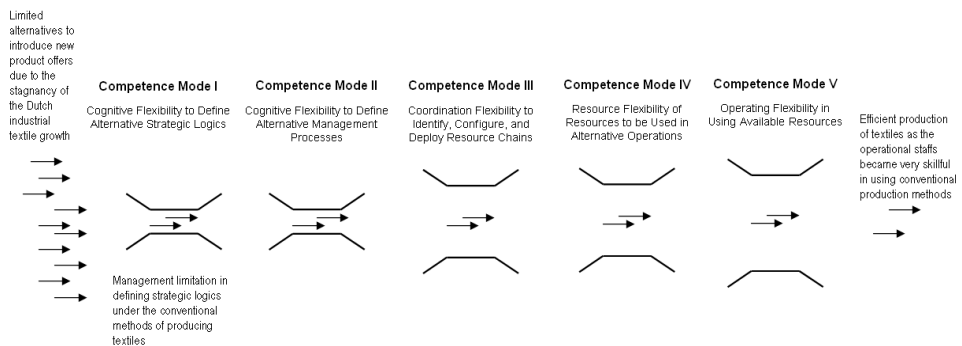 Limited
alternatives to
introduce new
product offers
due to the
stagnancy of
the Dutch
industrial
textile growth
Competence Mode I
Cognitive Flexibility to Define
Alternative Strategic Logics
Management limitation in
defining strategic logics
under the conventional
methods of producing
textiles
Competence Mode II
Cognitive Flexibility to Define
Alternative Management
Processes
Competence Mode III
Coordination Flexibility to
Identify, Configure, and
Deploy Resource Chains
Competence Mode IV
Resource Flexibility of
Resources to be Used in
Alternative Operations
Competence Mode V
Operating Flexibility in
Using Available Resources
Efficient production
of textiles as the
operational staffs
became very skillful
in using conventional
production methods